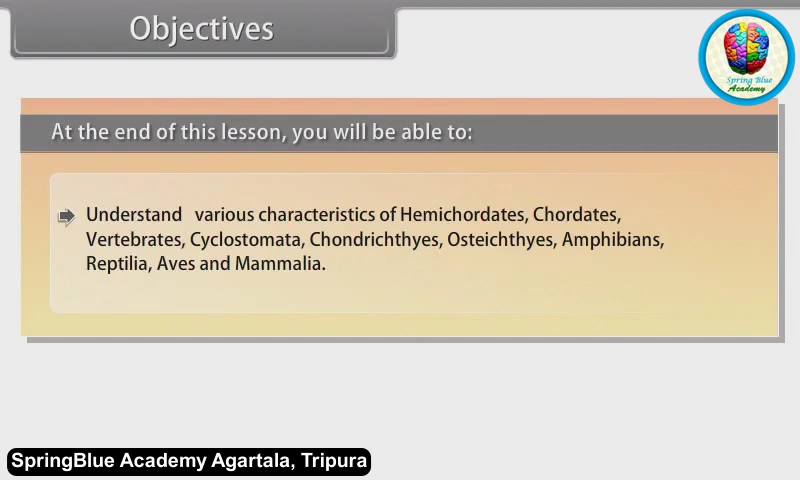 Objectives
Spring Blue
Academy
At the end of this lesson, you will be able to:
Understand various characteristics of Hemichordates, Chordates,
Vertebrates, Cyclostomata, Chondrichthyes, Osteichthyes, Amphibians,
Reptilia, Aves and Mammalia.
SpringBlue Academy Agartala, Tripura